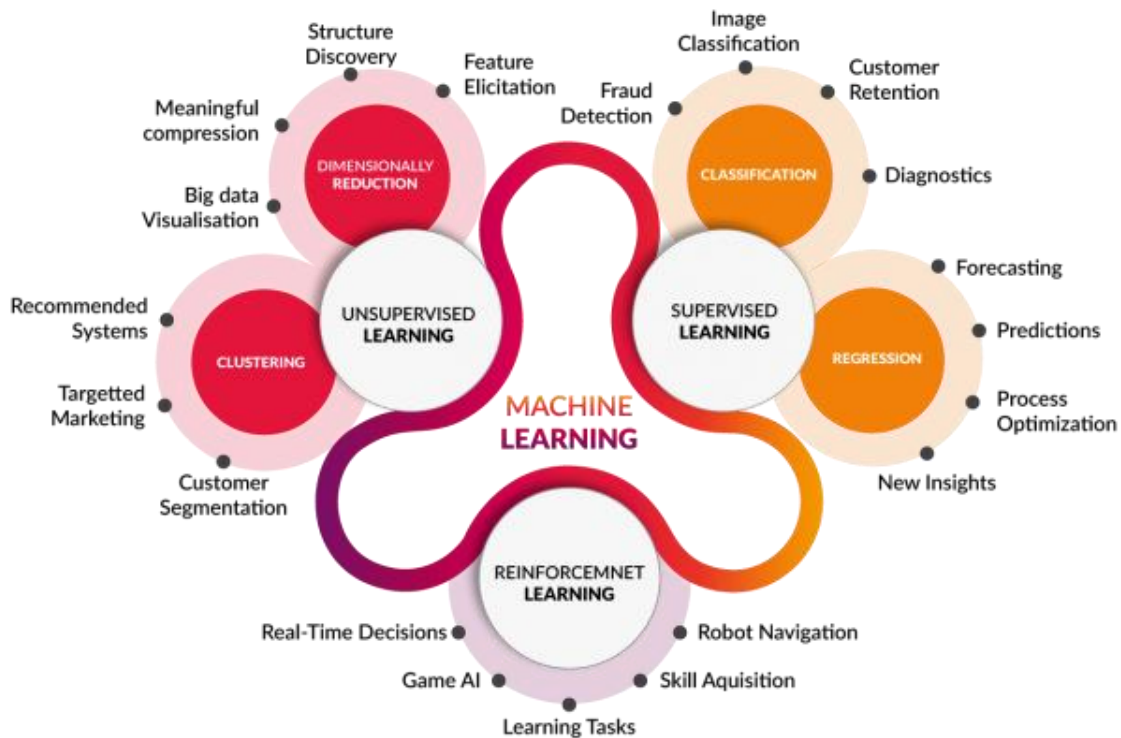 Structure
Discovery
Feature
Elicitation
Meaningful
compression
Big data
Visualisation
DIMENSIONALLY
REDUCTION
Recommended
Systems
Targetted
Marketing
Customer
Segmentation
CLUSTERING
UNSUPERVISED
LEARNING
Image
Classification
Fraud
Detection
Customer
Retention
Diagnostics
CLASSIFICATION
SUPERVISED
LEARNING
Forecasting
Predictions
Process
Optimization
New Insights
REGRESSION
MACHINE
LEARNING
REINFORCEMNET
LEARNING
Real-Time Decisions
Game AI
Learning Tasks
Skill Aquisition
Robot Navigation